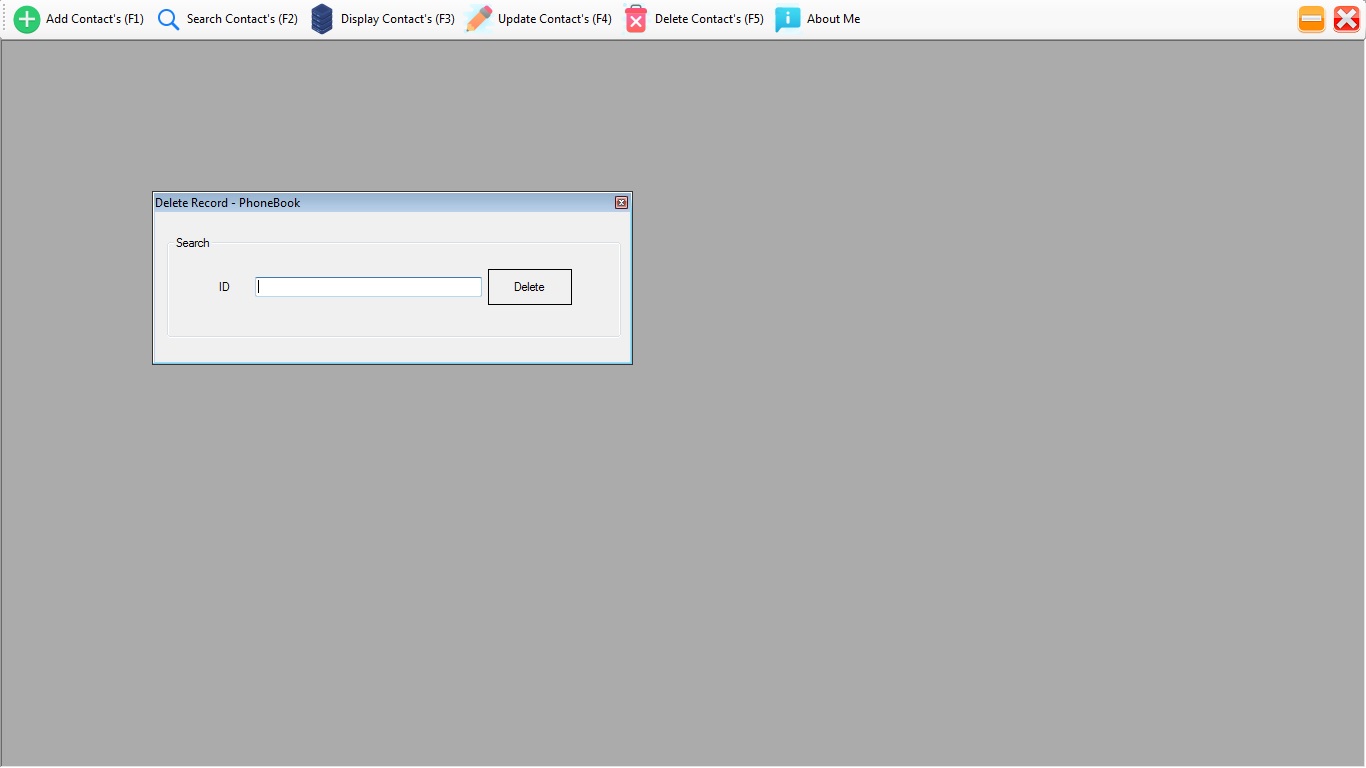 Add Contact's (F1) Search Contact's (F2) Display Contact's (F3) Update Contact's (F4) Delete Contact's (F5) About Me
Delete Record - PhoneBook
Search
ID Delete